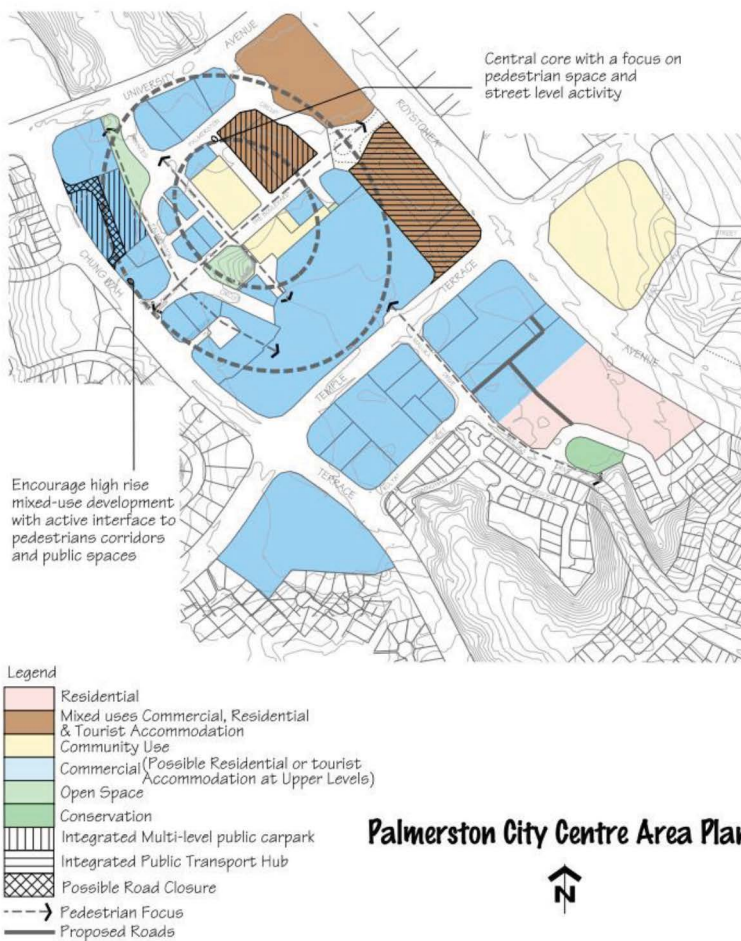 AVENUE
UNIVERSITY
Central core with a focus on
pedestrian space and
street level activity
ROYSTONEA
PALMERSTON
CIRCUIT
CHUNG WAH
TERRACE
STREET
AVENUE
TEMPLE
TERRACE
Encourage high rise
mixed-use development
with active interface to
pedestrians corridors
and public spaces
Legend
Residential
Mixed uses Commercial, Residential
& Tourist Accommodation
Community Use
Commercial (Possible Residential or tourist
Accommodation at Upper Levels)
Open Space
Conservation
Integrated Multi-level public carpark
Integrated Public Transport Hub
Possible Road Closure
Pedestrian Focus
Proposed Roads
Palmerston City Centre Area Plan
N